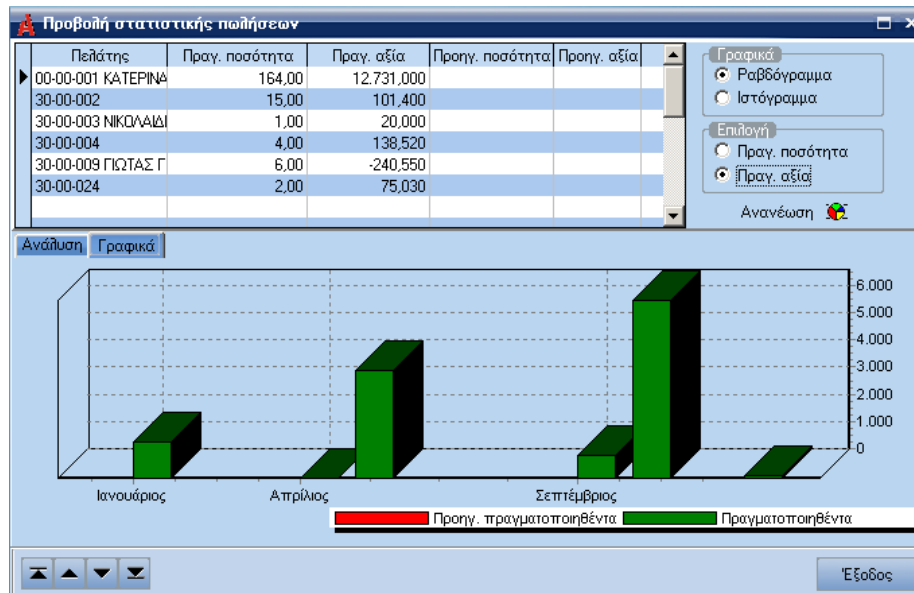 Προβολή στατιστικής πωλήσεων
Πελάτης Πραγ. ποσότητα Πραγ. αξία Προηγ. ποσότητα Προηγ. αξία
00-00-001 ΚΑΤΕΡΙΝΑ 164,00 12.731,000
30-00-002 15,00 101,400
30-00-003 ΝΙΚΟΛΑΙΔΙ 1,00 20,000
30-00-004 4,00 138,520
30-00-009 ΓΙΩΤΑΣ Γ 6,00 -240,550
30-00-024 2,00 75,030
Γραφικά
Ραβδόγραμμα
Ιστόγραμμα
Επιλογή
Πραγ. ποσότητα
Πραγ. αξία
Ανανέωση
Ανάλυση Γραφικά
6.000
5.000
4.000
3.000
2.000
1.000
0
Ιανουάριος Απρίλιος Σεπτέμβριος
Προηγ. πραγματοποιηθέντα Πραγματοποιηθέντα
Έξοδος